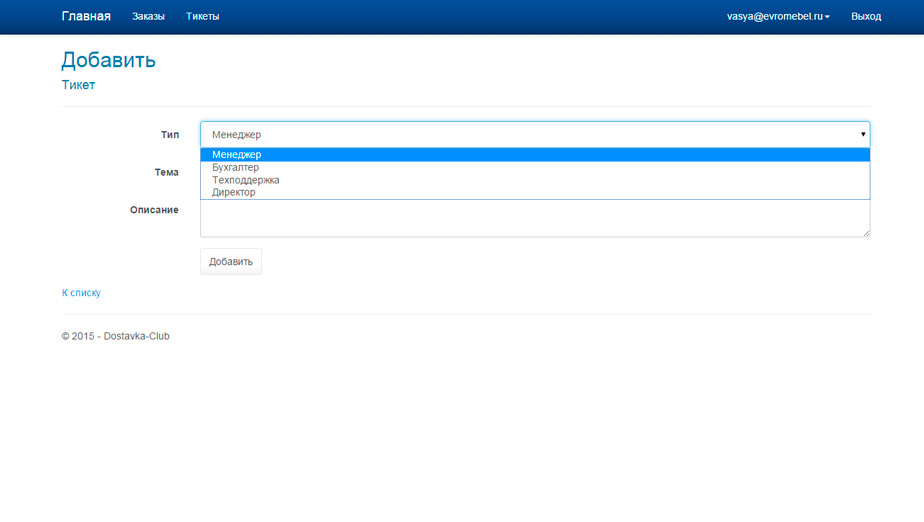 Главная Заказы Тикеты vasya@evromebel.ru Выход
Добавить
Тикет
Тип Менеджер
Менеджер
Бухгалтер
Тема
Техподдержка
Директор
Описание
Добавить
К списку
© 2015 - Dostavka-Club